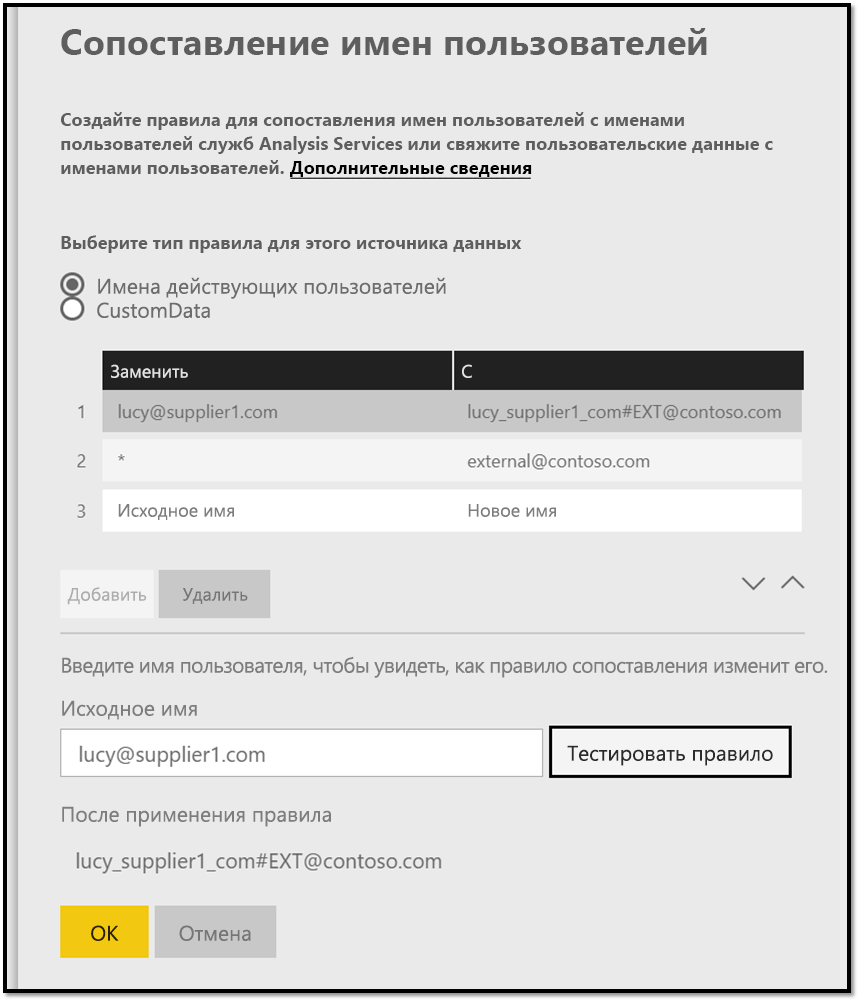 Сопоставление имен пользователей
Создайте правила для сопоставления имен пользователей с именами
пользователей служб Analysis Services или свяжите пользовательские данные с
именами пользователей. Дополнительные сведения
Выберите тип правила для этого источника данных
Имена действующих пользователей
CustomData
Заменить С
1 lucy@supplier1.com lucy_supplier1_com#EXT@contoso.com
2 * external@contoso.com
3 Исходное имя Новое имя
Добавить Удалить
Введите имя пользователя, чтобы увидеть, как правило сопоставления изменит его.
Исходное имя
lucy@supplier1.com Тестировать правило
После применения правила
lucy_supplier1_com#EXT@contoso.com
ОК Отмена